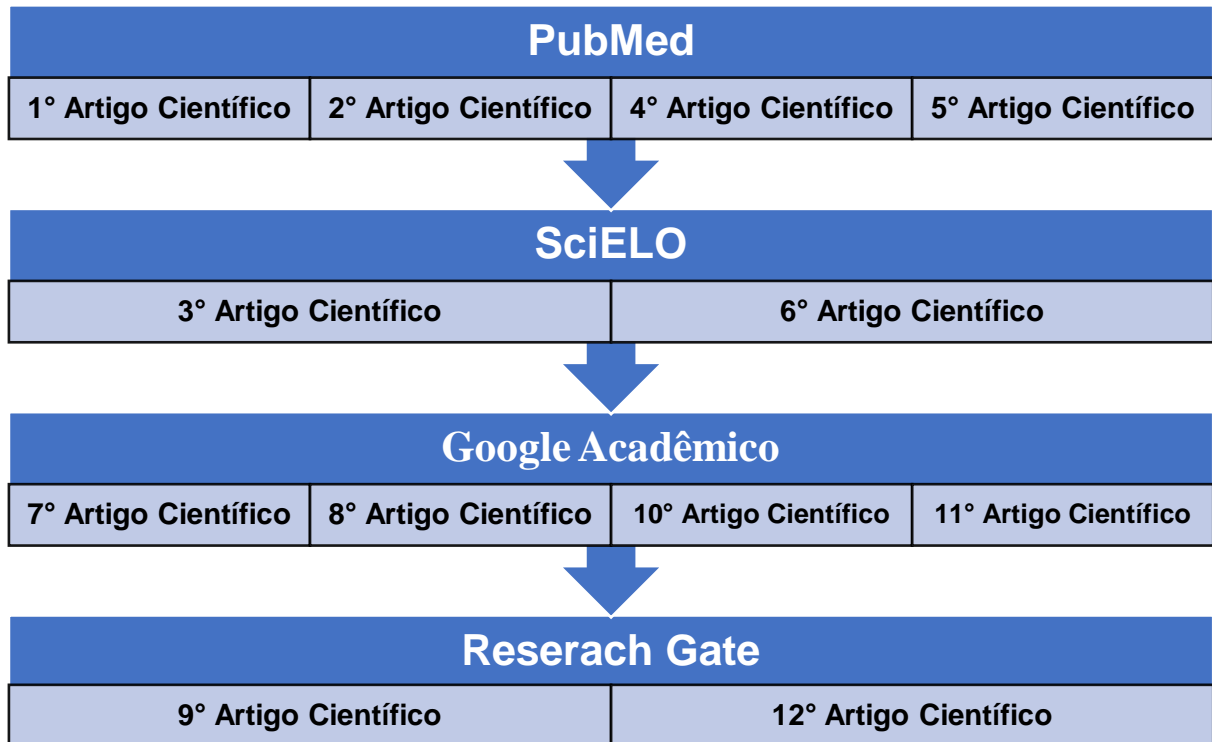 PubMed
1° Artigo Científico 2° Artigo Científico 4° Artigo Científico 5° Artigo Científico
SciELO
3° Artigo Científico 6° Artigo Científico
Google Acadêmico
7° Artigo Científico 8° Artigo Científico 10° Artigo Científico 11° Artigo Científico
Reserach Gate
9° Artigo Científico 12° Artigo Científico